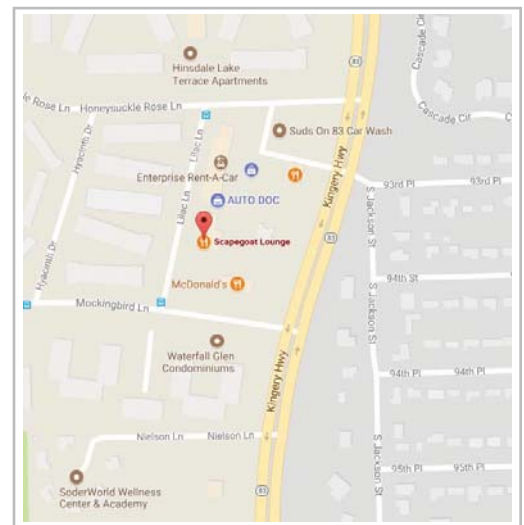 Hinsdale Lake
Terrace Apartments
83
Cascade Cir
Cascade Cir
le Rose Ln
Honeysuckle Rose Ln
Suds On 83 Car Wash
Hyacinth Dr
Lilac Ln
Kingery Hwy
Enterprise Rent-A-Car
93rd Pl
93rd Pl
AUTO DOC
Lilac Ln
S Jackson St
Scapegoat Lounge
83
Hyacinth Dr
McDonald's
94th St
Mockingbird Ln
S Jackson St
Waterfall Glen
Condominiums
94th Pl
94th Pl
Kingery Hwy
Nielson Ln
Nielson Ln
S Jackson St
95th Pl
95th Pl
SoderWorld Wellness
Center & Academy
83